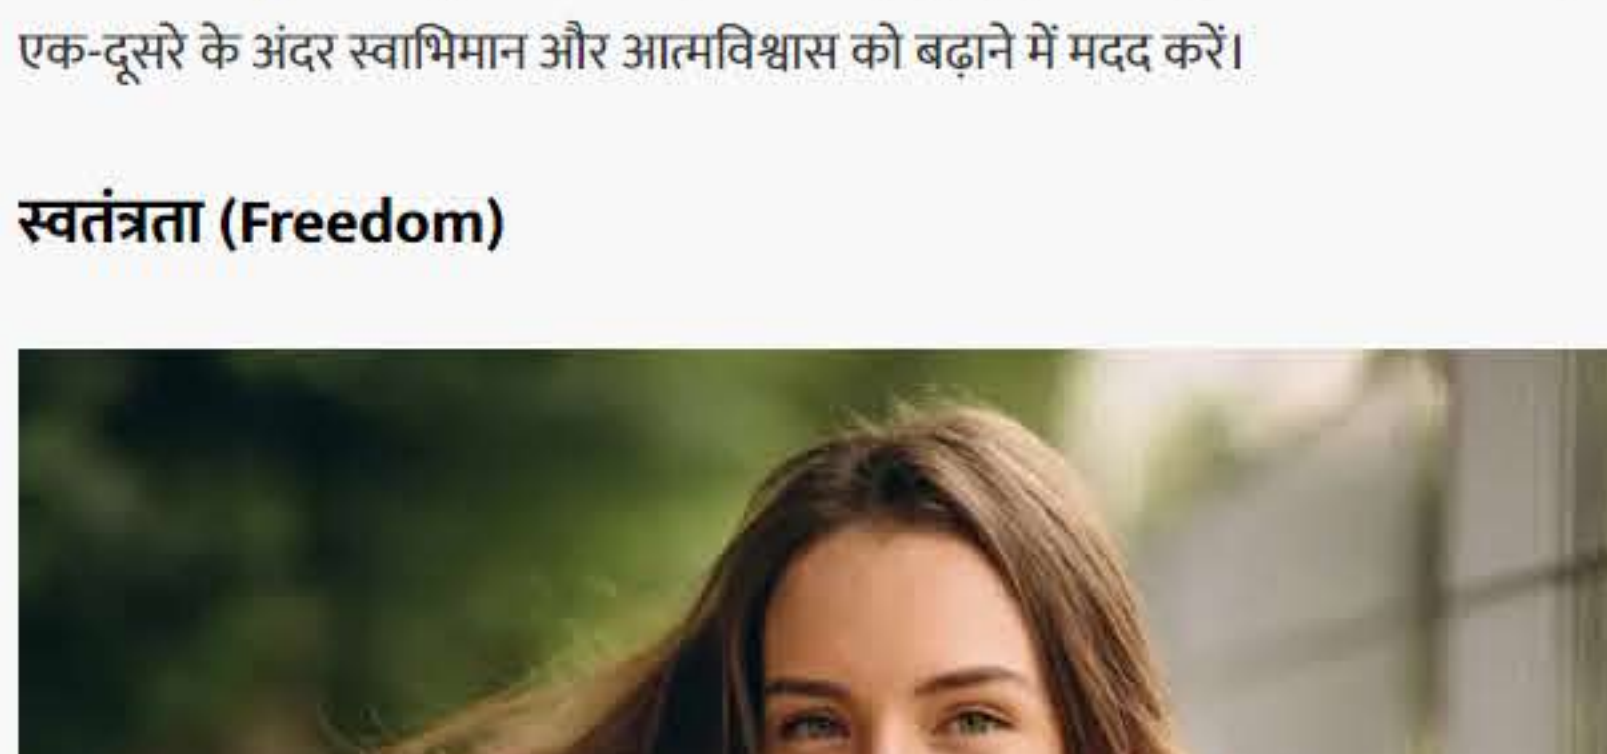 एक-दूसरे के अंदर स्वाभिमान और आत्मविश्वास को बढ़ाने में मदद करें।
स्वतंत्रता (Freedom)